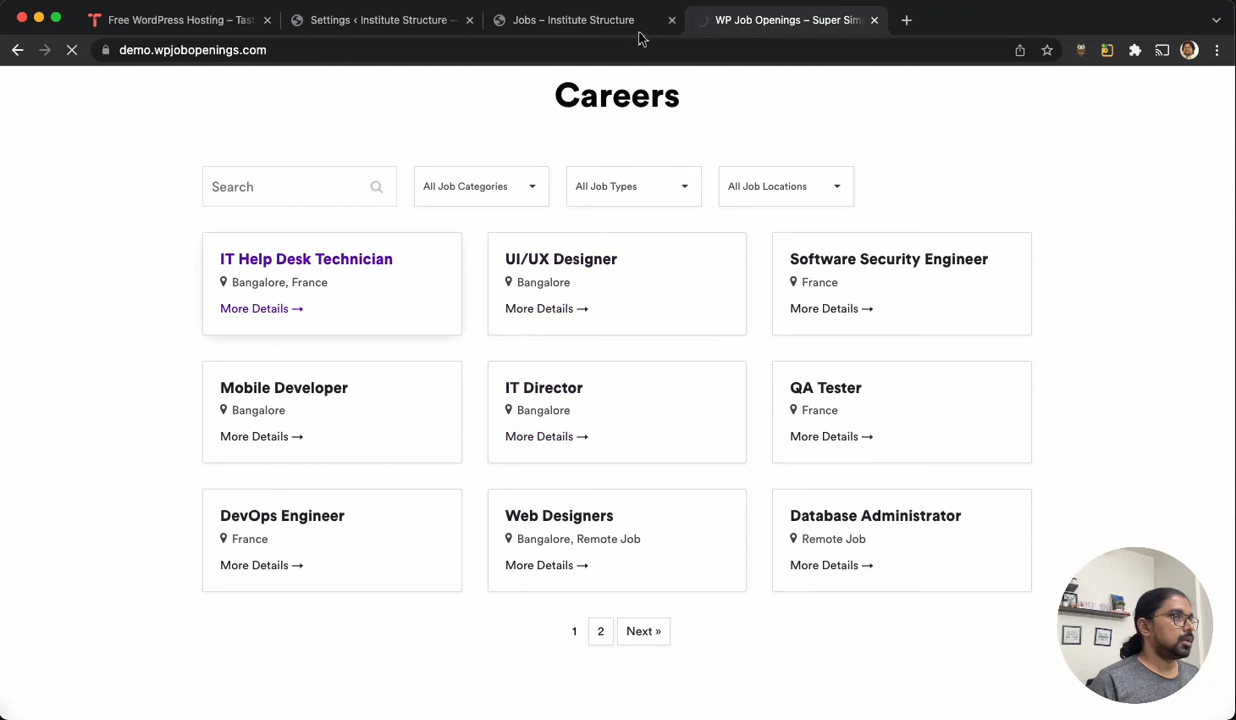 Free WordPress Hosting – Tast
Settings ‹ Institute Structure —
Jobs – Institute Structure
WP Job Openings – Super Sim
demo.wpjobopenings.com
Careers
Search
All Job Categories
All Job Types
All Job Locations
IT Help Desk Technician
Bangalore, France
More Details →
UI/UX Designer
Bangalore
More Details →
Software Security Engineer
France
More Details →
Mobile Developer
Bangalore
More Details →
IT Director
Bangalore
More Details →
QA Tester
France
More Details →
DevOps Engineer
France
More Details →
Web Designers
Bangalore, Remote Job
More Details →
Database Administrator
Remote Job
More Details →
1 2 Next »